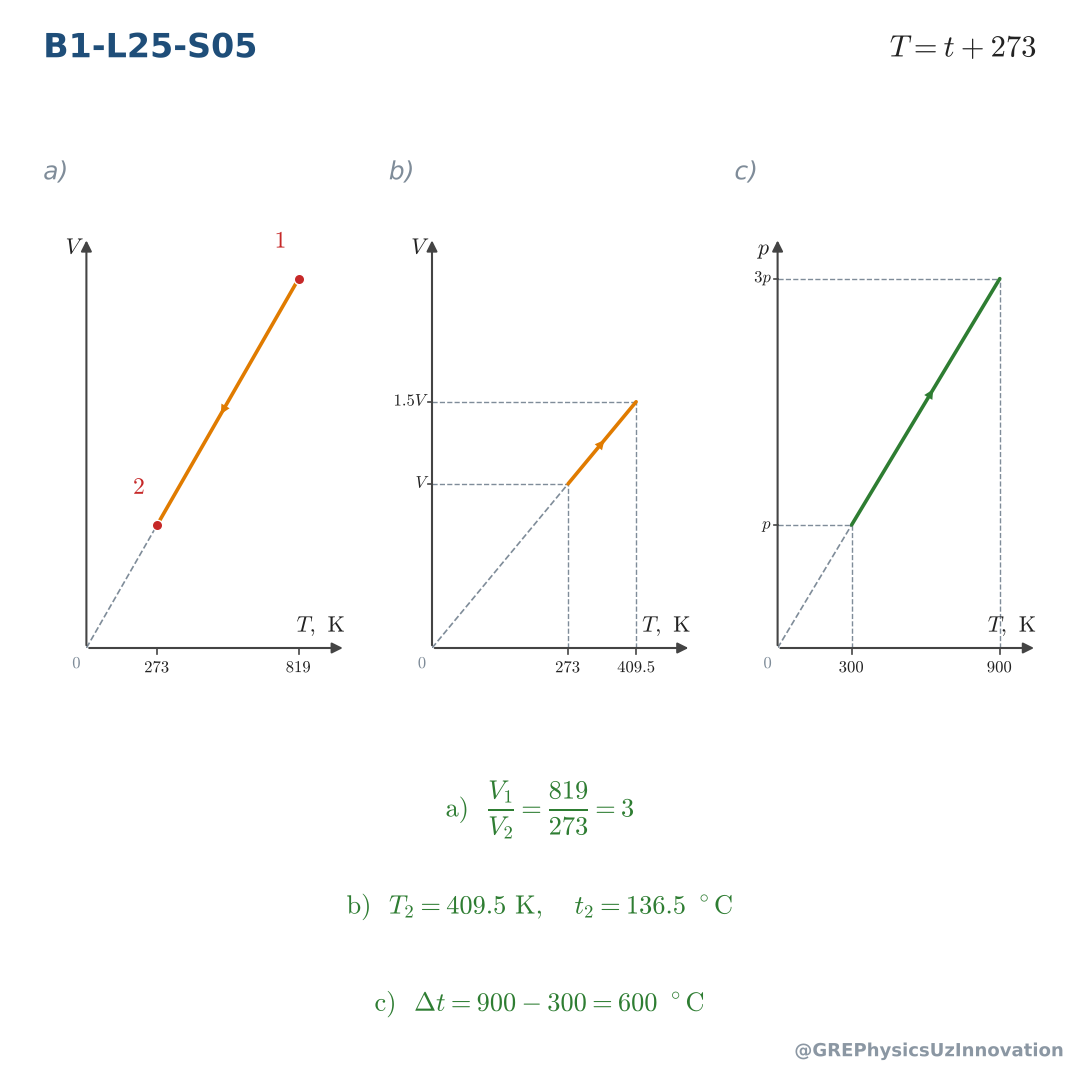 B1-L25-S05
T = t + 273
a)
b)
c)
V
1
2
T, K
0
273
819
V
1.5V
V
T, K
0
273
409.5
p
3p
p
T, K
0
300
900
a) V₁/V₂ = 819/273 = 3
b) T₂ = 409.5 K, t₂ = 136.5 °C
c) Δt = 900 − 300 = 600 °C
@GREPhysicsUzInnovation